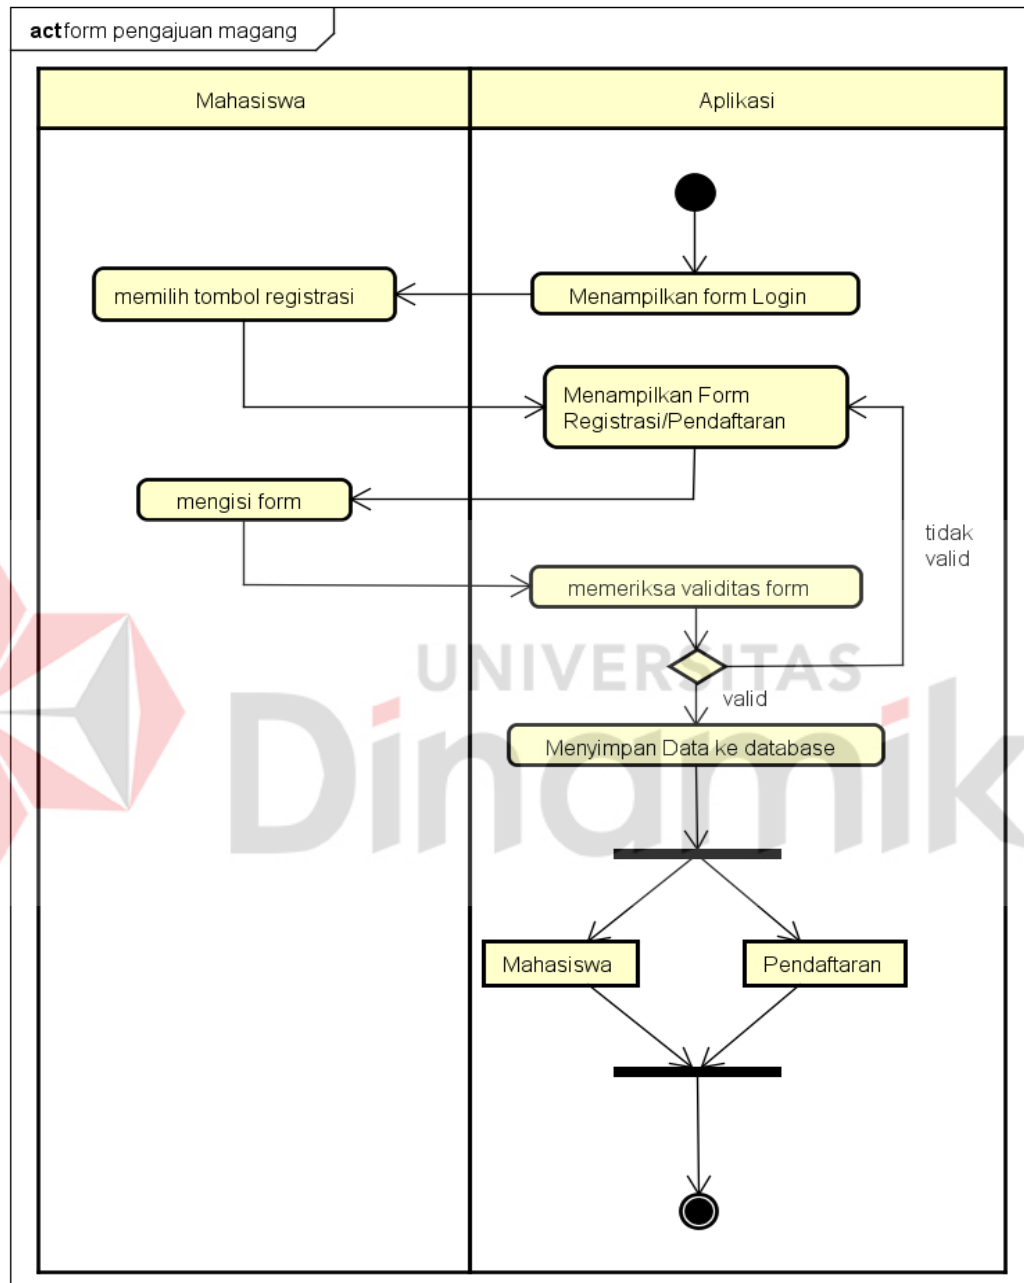 act form pengajuan magang
Mahasiswa
Aplikasi
Menampilkan form Login
memilih tombol registrasi
Menampilkan Form
Registrasi/Pendaftaran
mengisi form
tidak
valid
memeriksa validitas form
UNIVERSITAS
Dinamik
valid
Menyimpan Data ke database
Mahasiswa
Pendaftaran